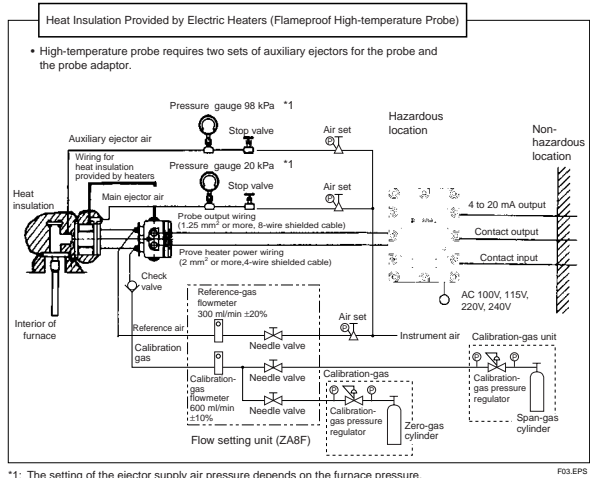 Heat Insulation Provided by Electric Heaters (Flameproof High-temperature Probe)
• High-temperature probe requires two sets of auxiliary ejectors for the probe and
the probe adaptor.
Pressure gauge 98 kPa *1
Stop valve
Air set
Hazardous
location
Non-
hazardous
location
Auxiliary ejector air
Wiring for
heat insulation
provided by heaters
Pressure gauge 20 kPa *1
Stop valve
Air set
Heat
insulation
Main ejector air
Probe output wiring
(1.25 mm2 or more, 8-wire shielded cable)
4 to 20 mA output
Contact output
Prove heater power wiring
(2 mm2 or more,4-wire shielded cable)
Contact input
Check
valve
AC 100V, 115V,
220V, 240V
Interior of
furnace
Reference-gas
flowmeter
300 ml/min ±20%
Air set
Reference air
Needle valve
Instrument air
Calibration-gas unit
Calibration
gas
Needle valve
Calibration-gas
Calibration-
gas
flowmeter
600 ml/min
±10%
Needle valve
Calibration-
gas pressure
regulator
Zero-gas
cylinder
Calibration-
gas pressure
regulator
Span-gas
cylinder
Flow setting unit (ZA8F)
P
P
P
P P
P P
*1: The setting of the ejector supply air pressure depends on the furnace pressure.
F03.EPS